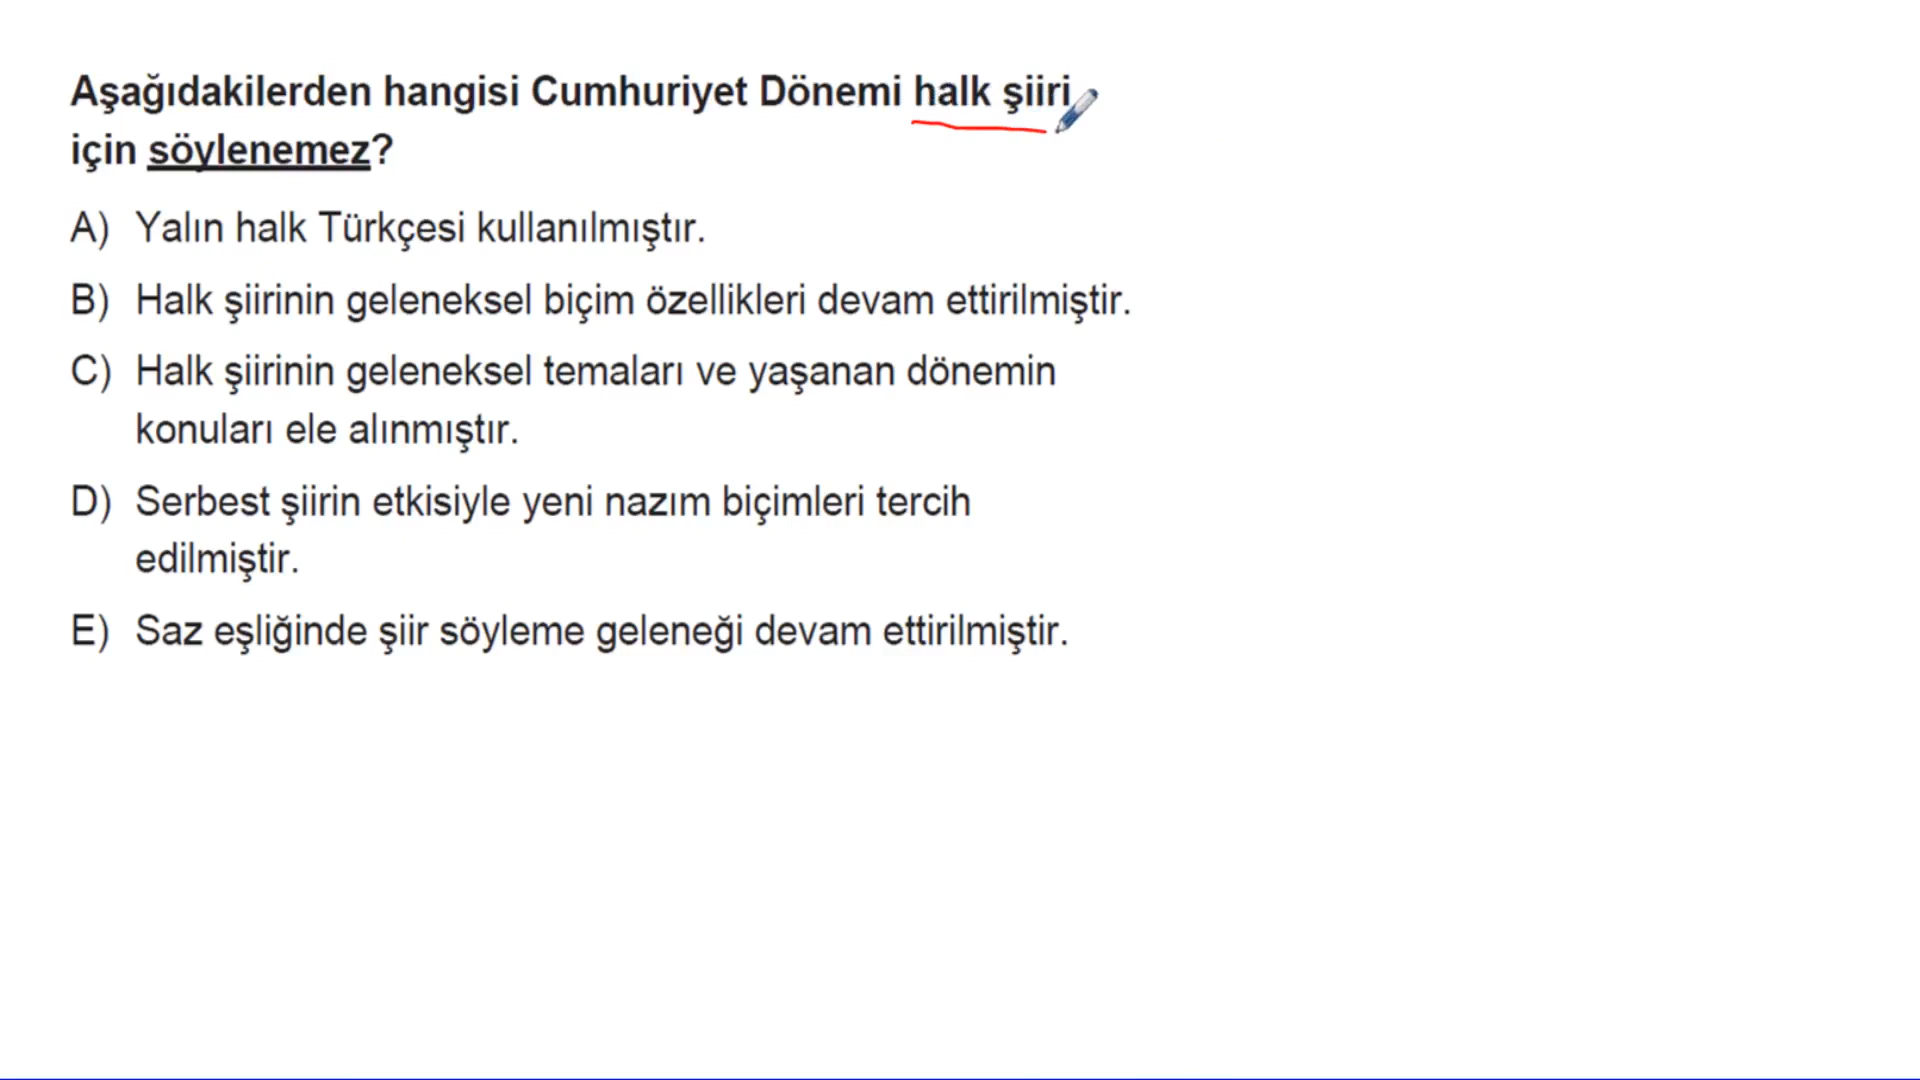 Aşağıdakilerden hangisi Cumhuriyet Dönemi halk şiiri
için söylenemez?
A) Yalın halk Türkçesi kullanılmıştır.
B) Halk şiirinin geleneksel biçim özellikleri devam ettirilmiştir.
C) Halk şiirinin geleneksel temaları ve yaşanan dönemin
konuları ele alınmıştır.
D) Serbest şiirin etkisiyle yeni nazım biçimleri tercih
edilmiştir.
E) Saz eşliğinde şiir söyleme geleneği devam ettirilmiştir.